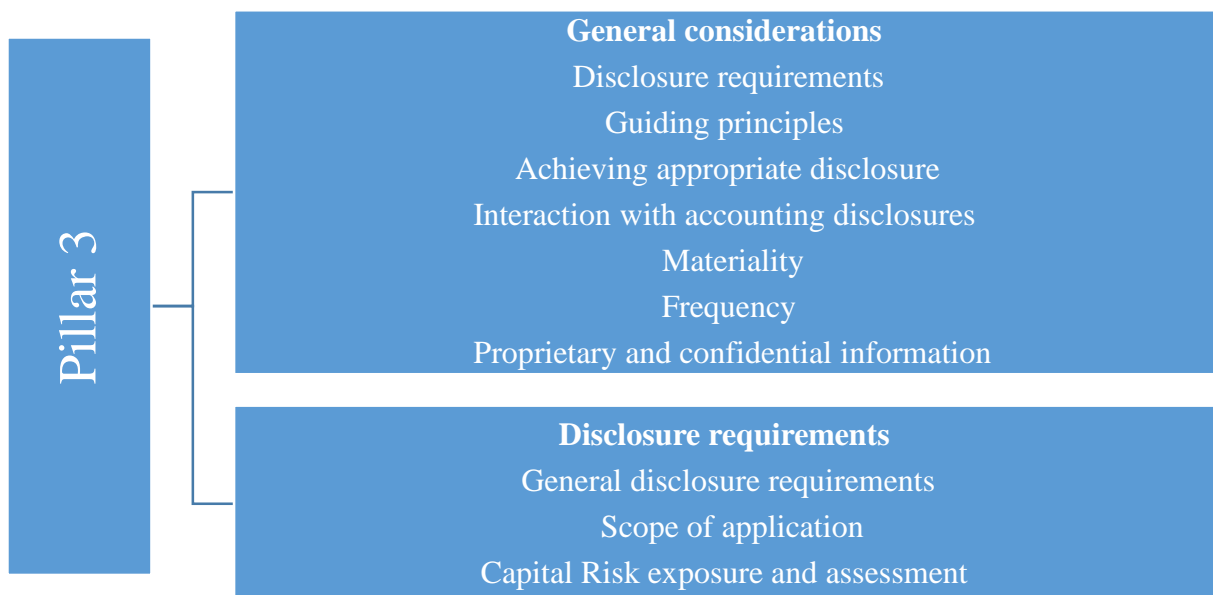 Pillar 3
General considerations
Disclosure requirements
Guiding principles
Achieving appropriate disclosure
Interaction with accounting disclosures
Materiality
Frequency
Proprietary and confidential information
Disclosure requirements
General disclosure requirements
Scope of application
Capital Risk exposure and assessment